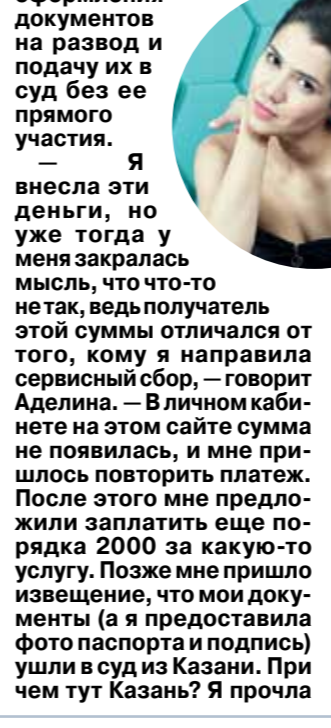 документов
на развод и
подачу их в
суд без ее
прямого
участия.
— Я
внесла эти
деньги, но
уже тогда у
меня закралась
мысль, что что-то
не так, ведь получатель
этой суммы отличался от
того, кому я направила
сервисный сбор, — говорит
Аделина. — В личном каби-
нете на этом сайте сумма
не появилась, и мне при-
шлось повторить платеж.
После этого мне предло-
жили заплатить еще по-
рядка 2000 за какую-то
услугу. Позже мне пришло
извещение, что мои доку-
менты (а я предоставила
фото паспорта и подпись)
ушли в суд из Казани. При
чем тут Казань? Я прочла